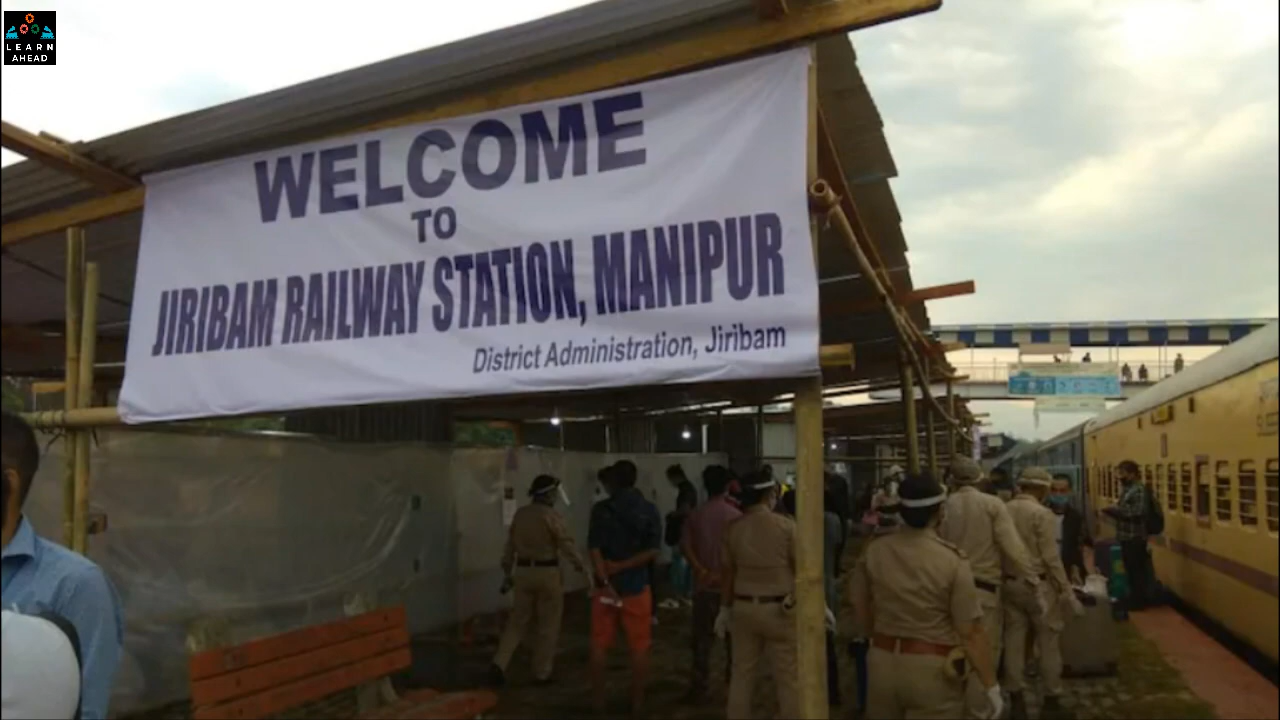 LEARN
AHEAD
WELCOME
TO
JIRIBAM RAILWAY STATION, MANIPUR
District Administration, Jiribam